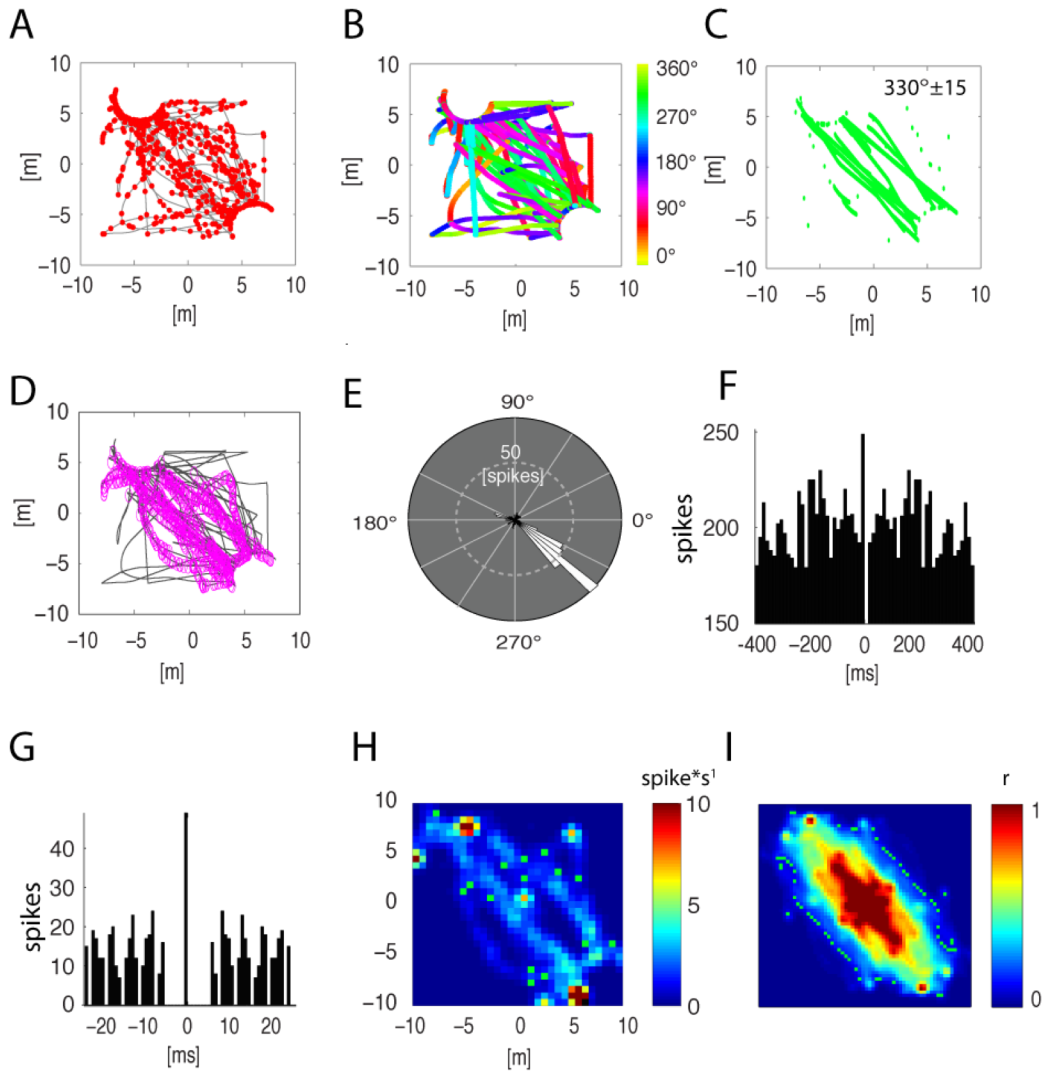 A
10
5
0
−5
−10
[m]
−10 −5 0 5 10
[m]
B
10
5
0
−5
−10
[m]
−10 −5 0 5 10
[m]
360°
270°
180°
90°
0°
C
330°±15
10
5
0
−5
−10
[m]
−10 −5 0 5 10
[m]
D
10
5
0
−5
−10
[m]
−10 −5 0 5 10
[m]
E
90°
50
[spikes]
180°
0°
270°
F
250
200
150
spikes
-400 −200 0 200 400
[ms]
G
40
30
20
10
0
spikes
−20 −10 0 10 20
[ms]
H
spike*s¹
10
5
0
−5
−10
−10 −5 0 5 10
[m]
10
5
0
I
r
1
0